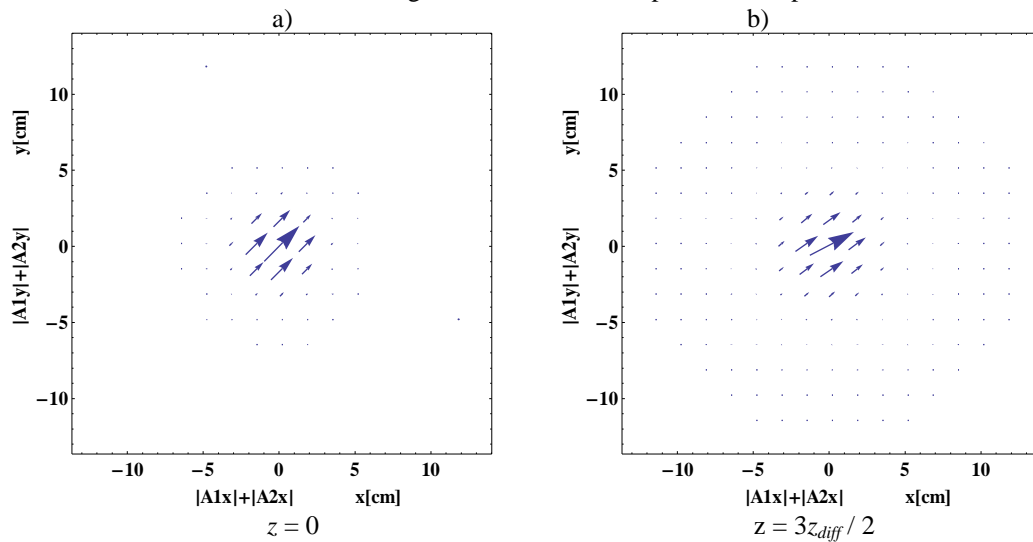 a)
b)
10
5
0
−5
−10
y[cm]
|A1y|+|A2y|
−10 −5 0 5 10
|A1x|+|A2x| x[cm]
z = 0
10
5
0
−5
−10
y[cm]
|A1y|+|A2y|
−10 −5 0 5 10
|A1x|+|A2x| x[cm]
z = 3z_diff / 2